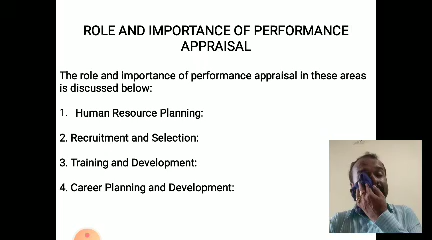 ROLE AND IMPORTANCE OF PERFORMANCE
APPRAISAL
The role and importance of performance appraisal in these areas
is discussed below:
1. Human Resource Planning:
2. Recruitment and Selection:
3. Training and Development:
4. Career Planning and Development: